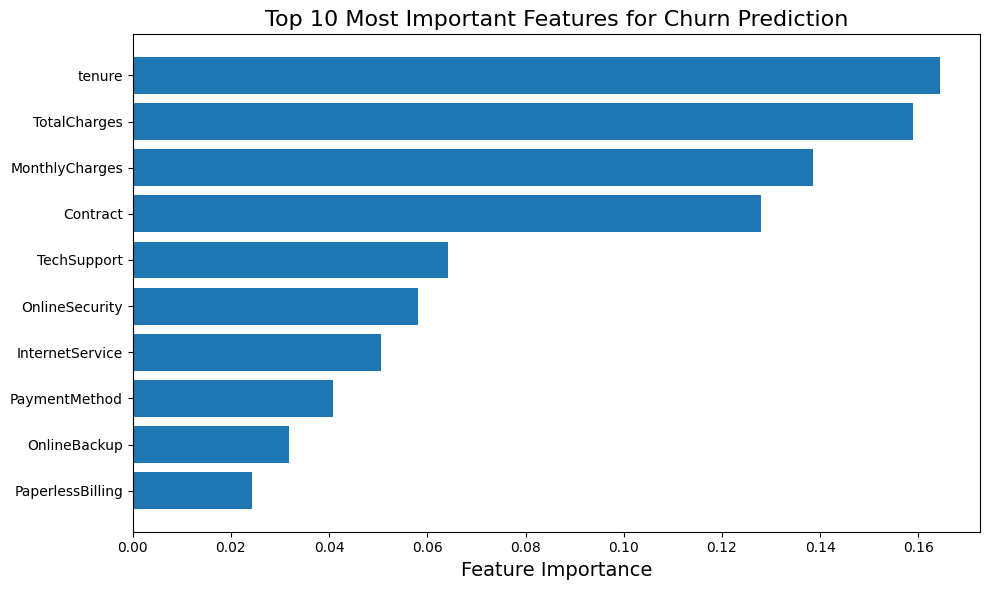 Top 10 Most Important Features for Churn Prediction
tenure
TotalCharges
MonthlyCharges
Contract
TechSupport
OnlineSecurity
InternetService
PaymentMethod
OnlineBackup
PaperlessBilling
0.00 0.02 0.04 0.06 0.08 0.10 0.12 0.14 0.16
Feature Importance